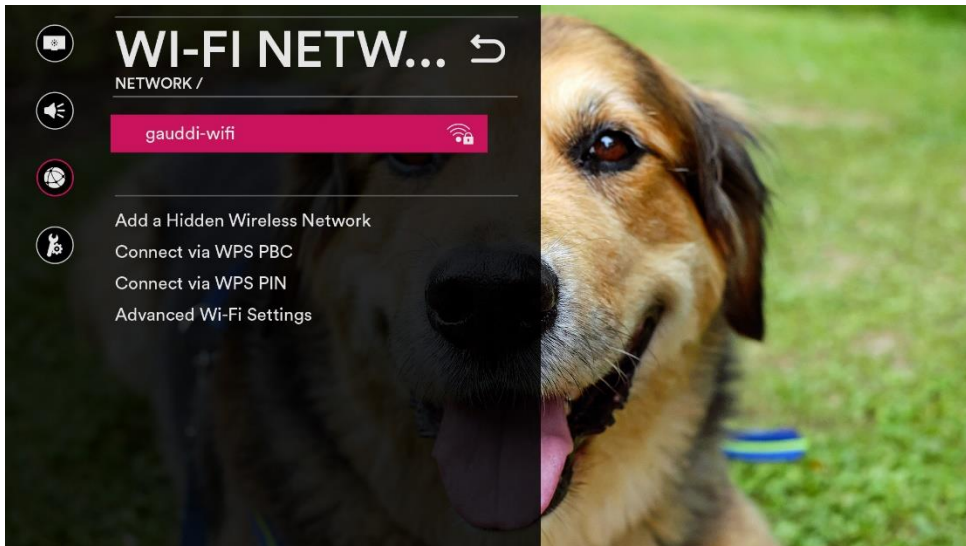 WI-FI NETW...
NETWORK /
gauddi-wifi
Add a Hidden Wireless Network
Connect via WPS PBC
Connect via WPS PIN
Advanced Wi-Fi Settings